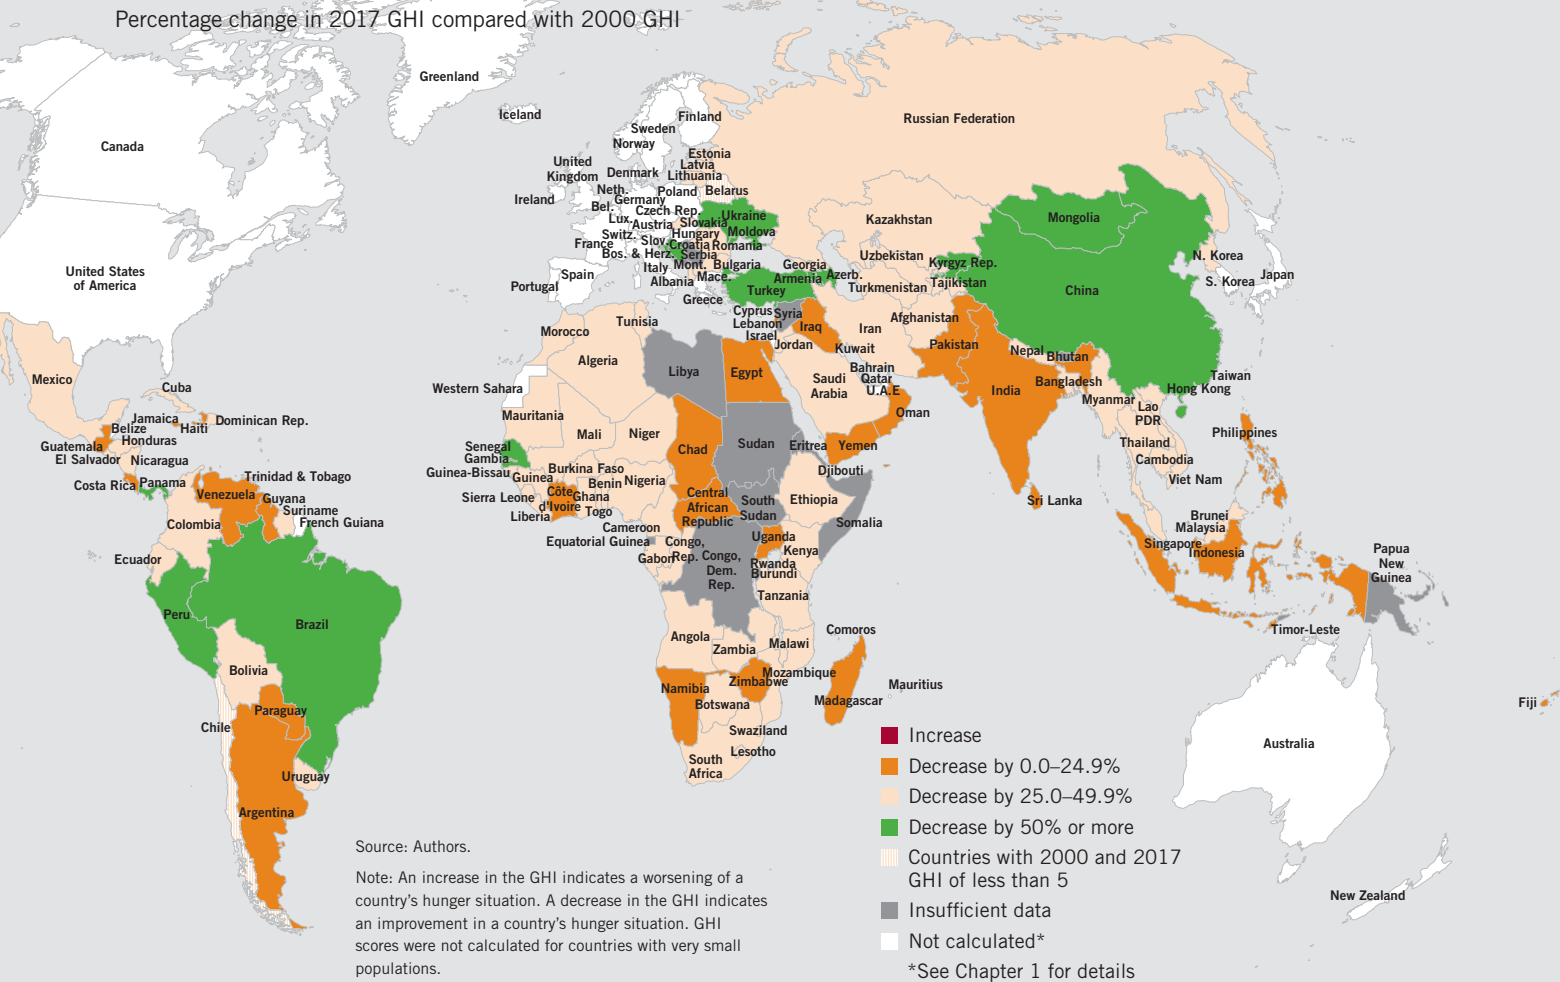 Percentage change in 2017 GHI compared with 2000 GHI
Greenland
Iceland
Finland
Sweden
Norway
Russian Federation
Canada
Estonia
Latvia
Lithuania
United
Kingdom
Denmark
Ireland
Neth.
Poland
Belarus
Bel.
Germany
Czech Rep.
Lux.
Austria
Slovakia
Ukraine
Switz.
Hungary
Moldova
France
Slov.
Croatia
Romania
Bos. & Herz.
Serbia
Italy
Mont.
Bulgaria
Mace.
Albania
Greece
Spain
Portugal
Kazakhstan
Mongolia
Uzbekistan
Kyrgyz Rep.
Georgia
Armenia
Azerb.
Turkmenistan
Tajikistan
Turkey
China
N. Korea
S. Korea
Japan
United States
of America
Cyprus
Syria
Lebanon
Israel
Iraq
Jordan
Iran
Afghanistan
Kuwait
Pakistan
Nepal
Bhutan
Bahrain
Qatar
U.A.E
Saudi
Arabia
Oman
Yemen
India
Bangladesh
Myanmar
Hong Kong
Taiwan
Lao
PDR
Thailand
Cambodia
Viet Nam
Philippines
Sri Lanka
Brunei
Malaysia
Singapore
Indonesia
Papua
New
Guinea
Timor-Leste
Morocco
Tunisia
Algeria
Libya
Egypt
Western Sahara
Mauritania
Mali
Niger
Chad
Sudan
Eritrea
Djibouti
Senegal
Gambia
Guinea-Bissau
Guinea
Burkina Faso
Benin
Nigeria
Sierra Leone
Côte
d'Ivoire
Ghana
Togo
Liberia
Central
African
Republic
South
Sudan
Ethiopia
Somalia
Cameroon
Equatorial Guinea
Gabon
Congo,
Rep.
Congo,
Dem.
Rep.
Uganda
Kenya
Rwanda
Burundi
Tanzania
Angola
Zambia
Malawi
Comoros
Mozambique
Zimbabwe
Namibia
Botswana
Madagascar
Mauritius
Swaziland
Lesotho
South
Africa
Mexico
Cuba
Jamaica
Belize
Haiti
Dominican Rep.
Guatemala
Honduras
El Salvador
Nicaragua
Costa Rica
Panama
Trinidad & Tobago
Venezuela
Guyana
Suriname
French Guiana
Colombia
Ecuador
Peru
Brazil
Bolivia
Paraguay
Chile
Uruguay
Argentina
Australia
New Zealand
Fiji
Increase
Decrease by 0.0–24.9%
Decrease by 25.0–49.9%
Decrease by 50% or more
Countries with 2000 and 2017
GHI of less than 5
Insufficient data
Not calculated*
*See Chapter 1 for details
Source: Authors.
Note: An increase in the GHI indicates a worsening of a
country's hunger situation. A decrease in the GHI indicates
an improvement in a country's hunger situation. GHI
scores were not calculated for countries with very small
populations.